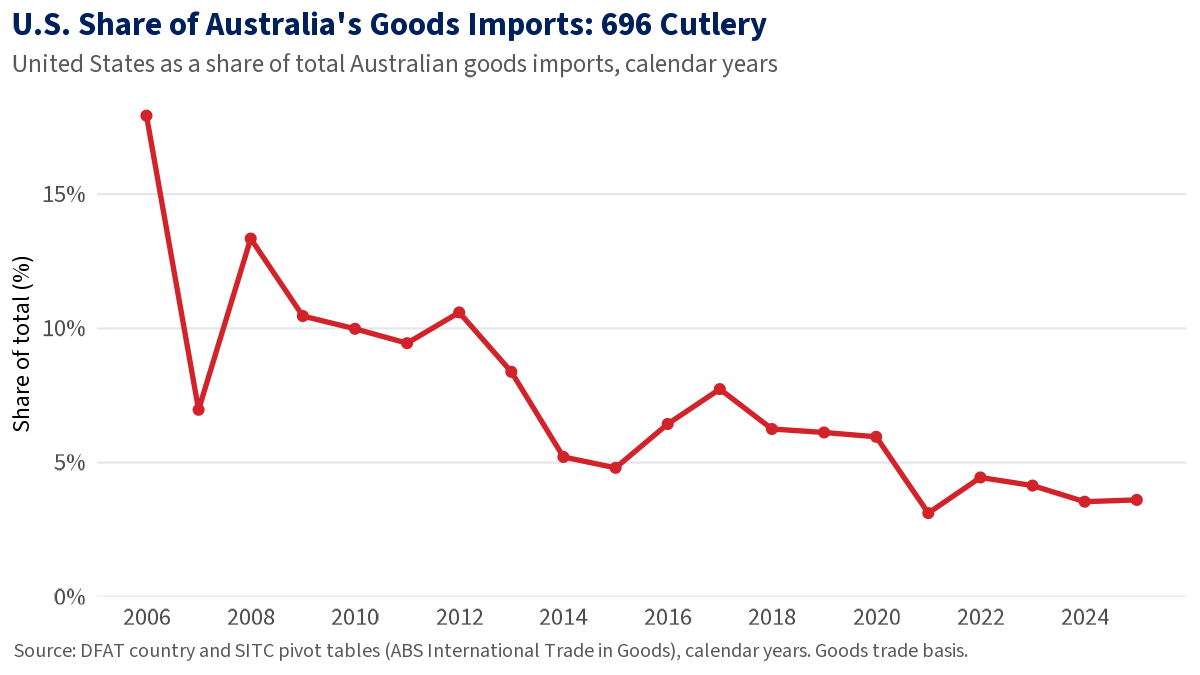 U.S. Share of Australia's Goods Imports: 696 Cutlery
United States as a share of total Australian goods imports, calendar years
Share of total (%)
15%
10%
5%
0%
2006 2008 2010 2012 2014 2016 2018 2020 2022 2024
Source: DFAT country and SITC pivot tables (ABS International Trade in Goods), calendar years. Goods trade basis.